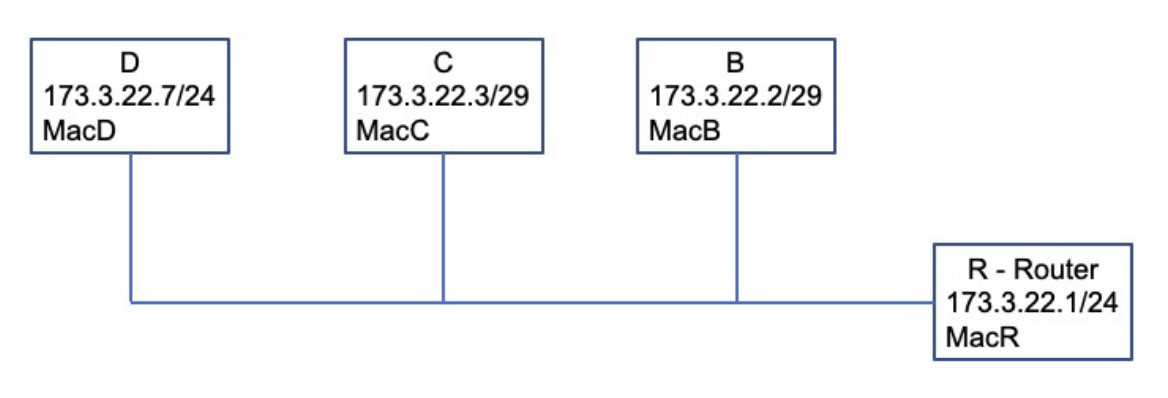 D
173.3.22.7/24
MacD
C
173.3.22.3/29
MacC
B
173.3.22.2/29
MacB
R - Router
173.3.22.1/24
MacR